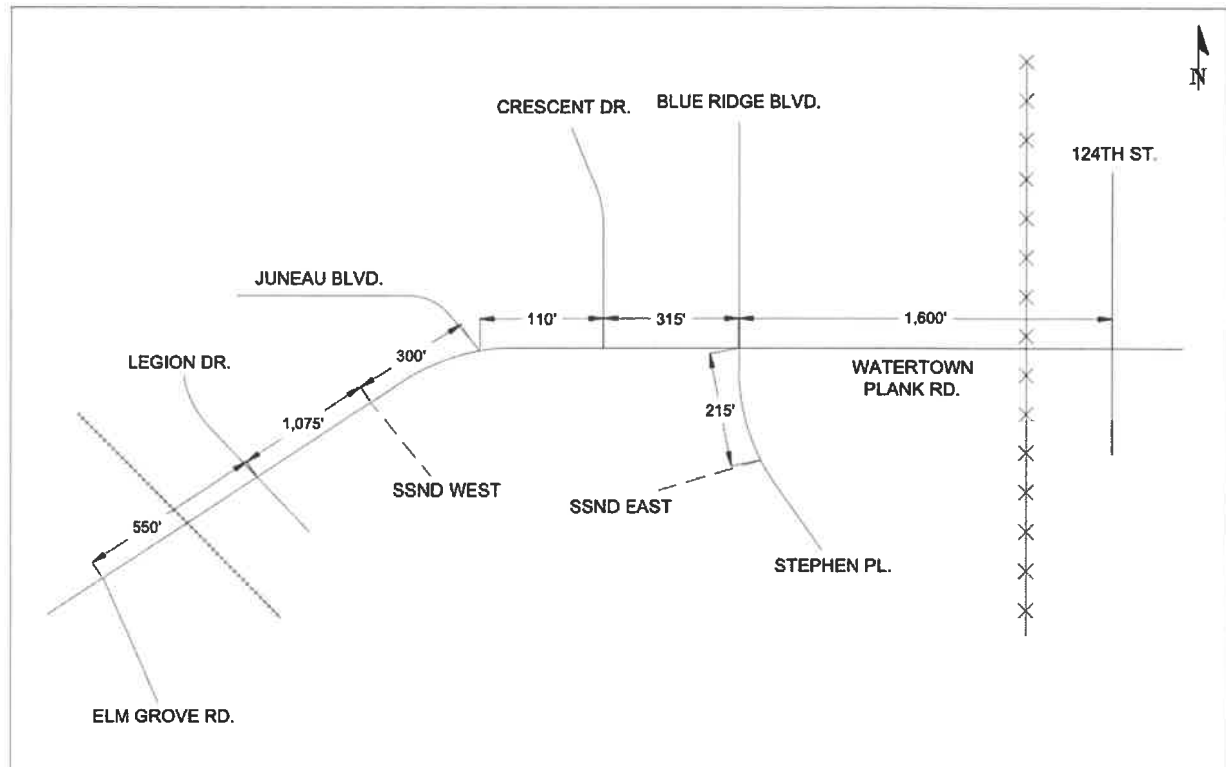 N
CRESCENT DR.
BLUE RIDGE BLVD.
124TH ST.
JUNEAU BLVD.
110'
315'
1,600'
300'
LEGION DR.
WATERTOWN
PLANK RD.
1,075'
215'
SSND WEST
SSND EAST
550'
STEPHEN PL.
ELM GROVE RD.